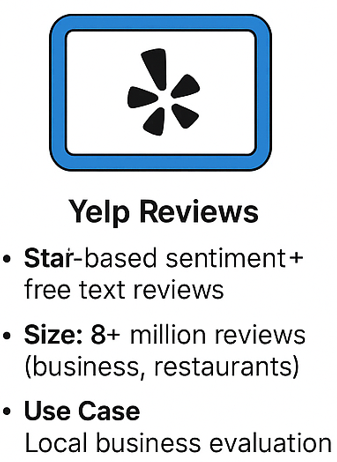 Yelp Reviews
• Star-based sentiment+
free text reviews
• Size: 8+ million reviews
(business, restaurants)
• Use Case
Local business evaluation